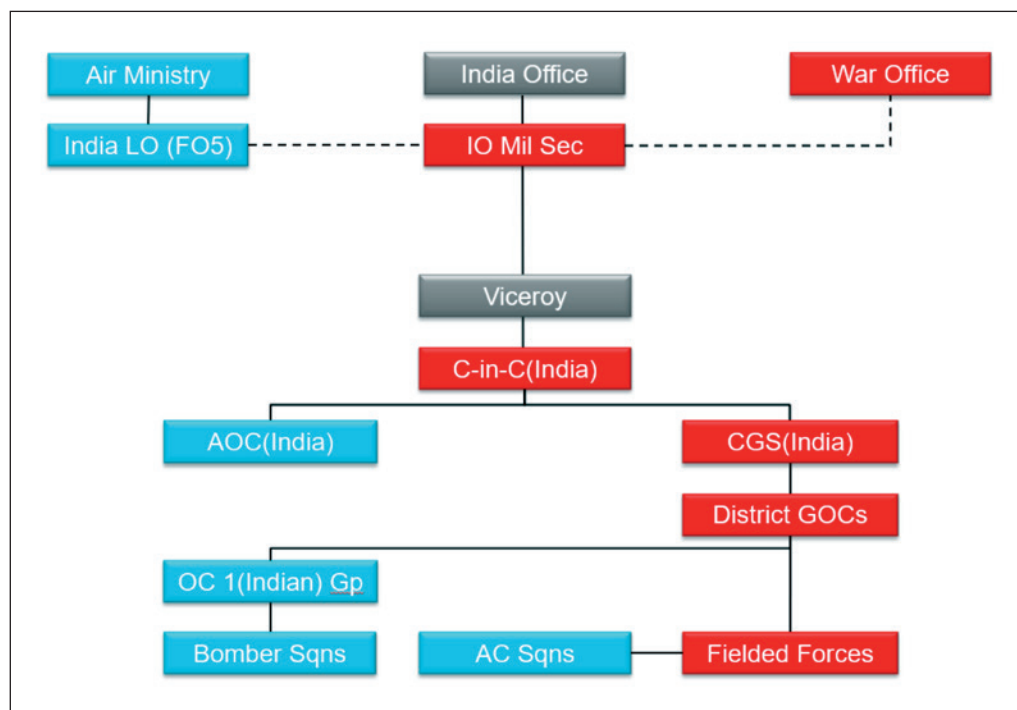 Air Ministry
India Office
War Office
India LO (FO5)
IO Mil Sec
Viceroy
C-in-C(India)
AOC(India)
CGS(India)
District GOCs
OC 1(Indian) Gp
Bomber Sqns
AC Sqns
Fielded Forces